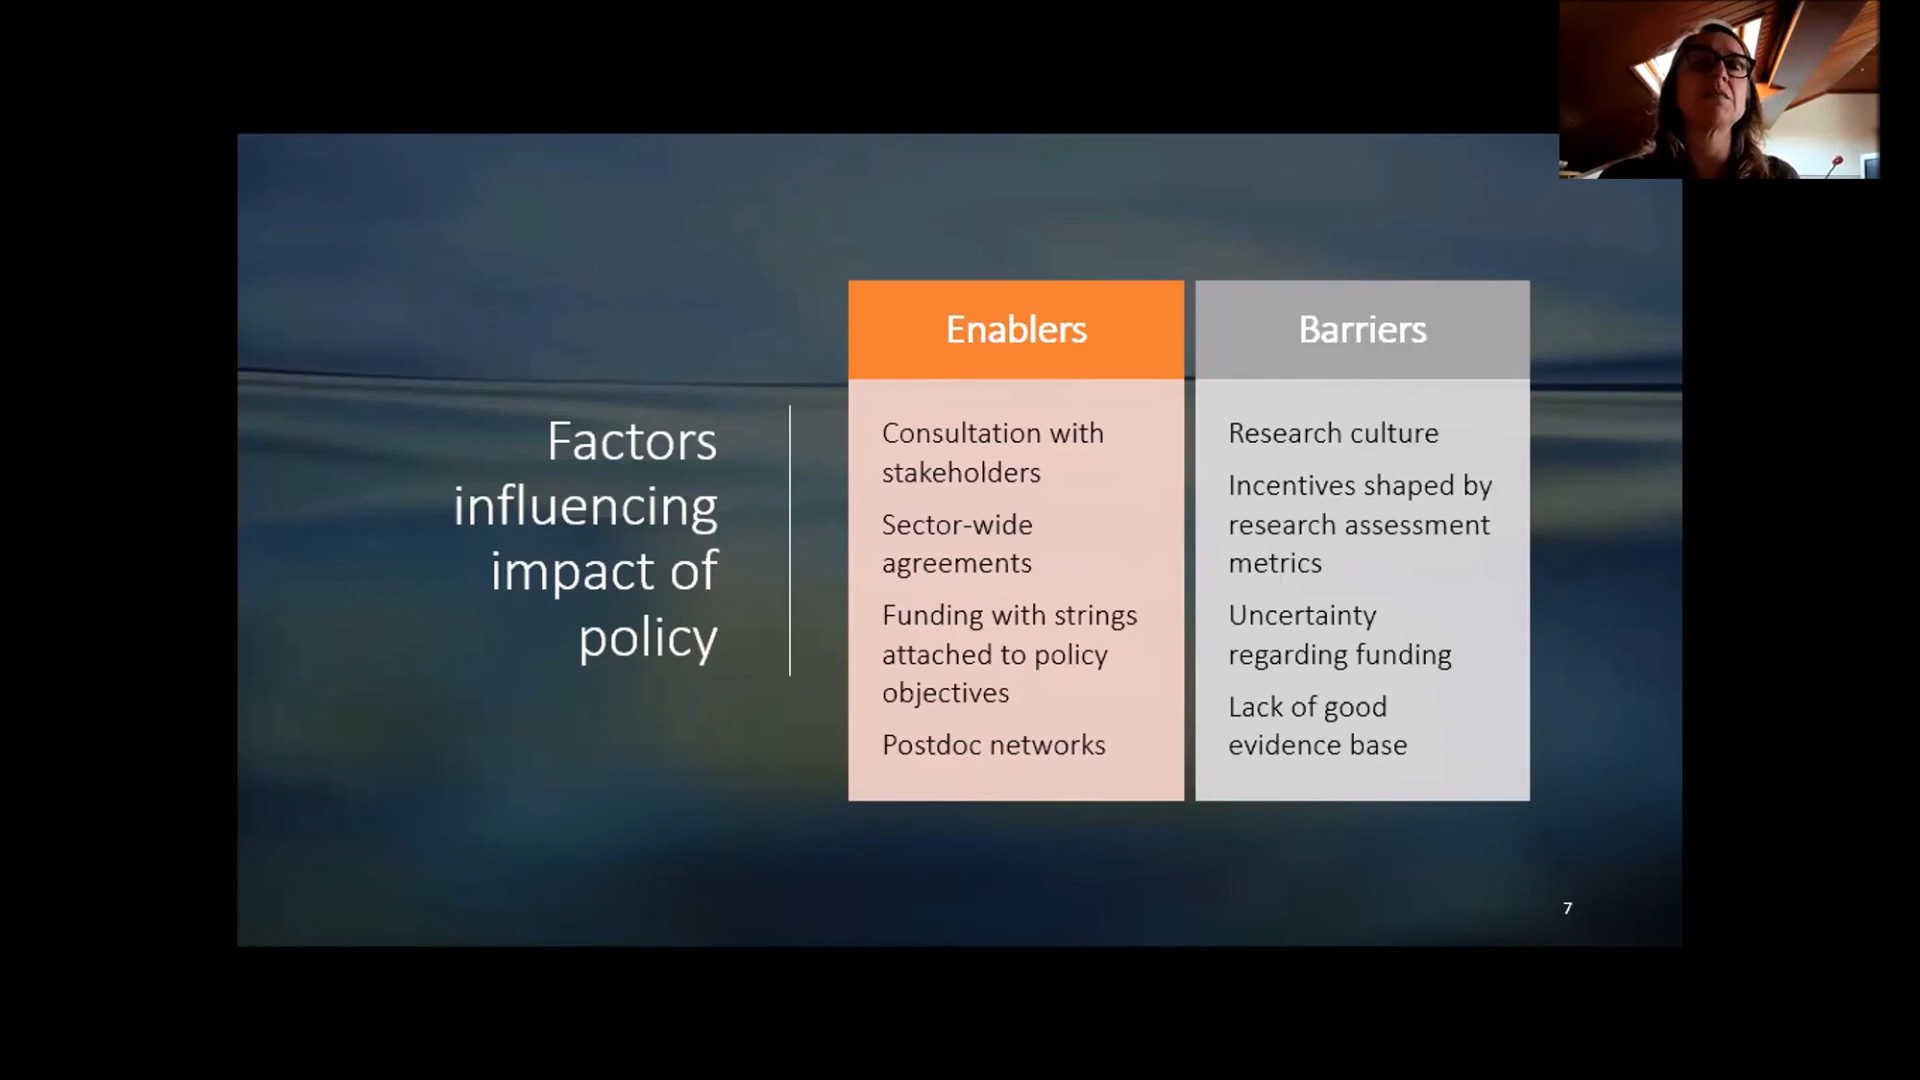 Factors
influencing
impact of
policy
Enablers
Consultation with
stakeholders
Sector-wide
agreements
Funding with strings
attached to policy
objectives
Postdoc networks
Barriers
Research culture
Incentives shaped by
research assessment
metrics
Uncertainty
regarding funding
Lack of good
evidence base
7